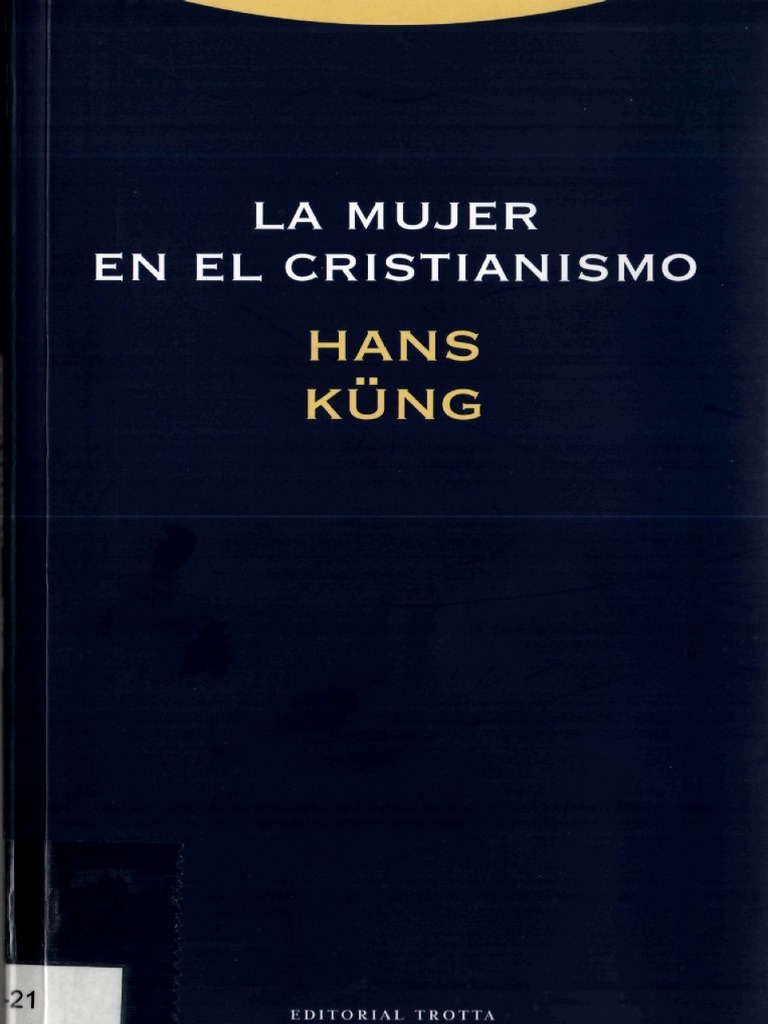 LA MUJER
EN EL CRISTIANISMO
HANS
KÜNG
-21
EDITORIAL TROTTA